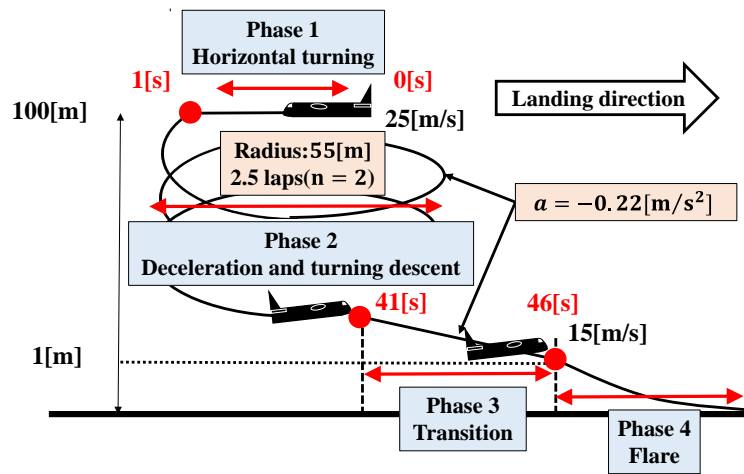 Phase 1
Horizontal turning
1[s]
0[s]
Landing direction
100[m]
25[m/s]
Radius:55[m]
2.5 laps(n = 2)
a = −0.22[m/s²]
Phase 2
Deceleration and turning descent
41[s]
46[s]
15[m/s]
1[m]
Phase 3
Transition
Phase 4
Flare